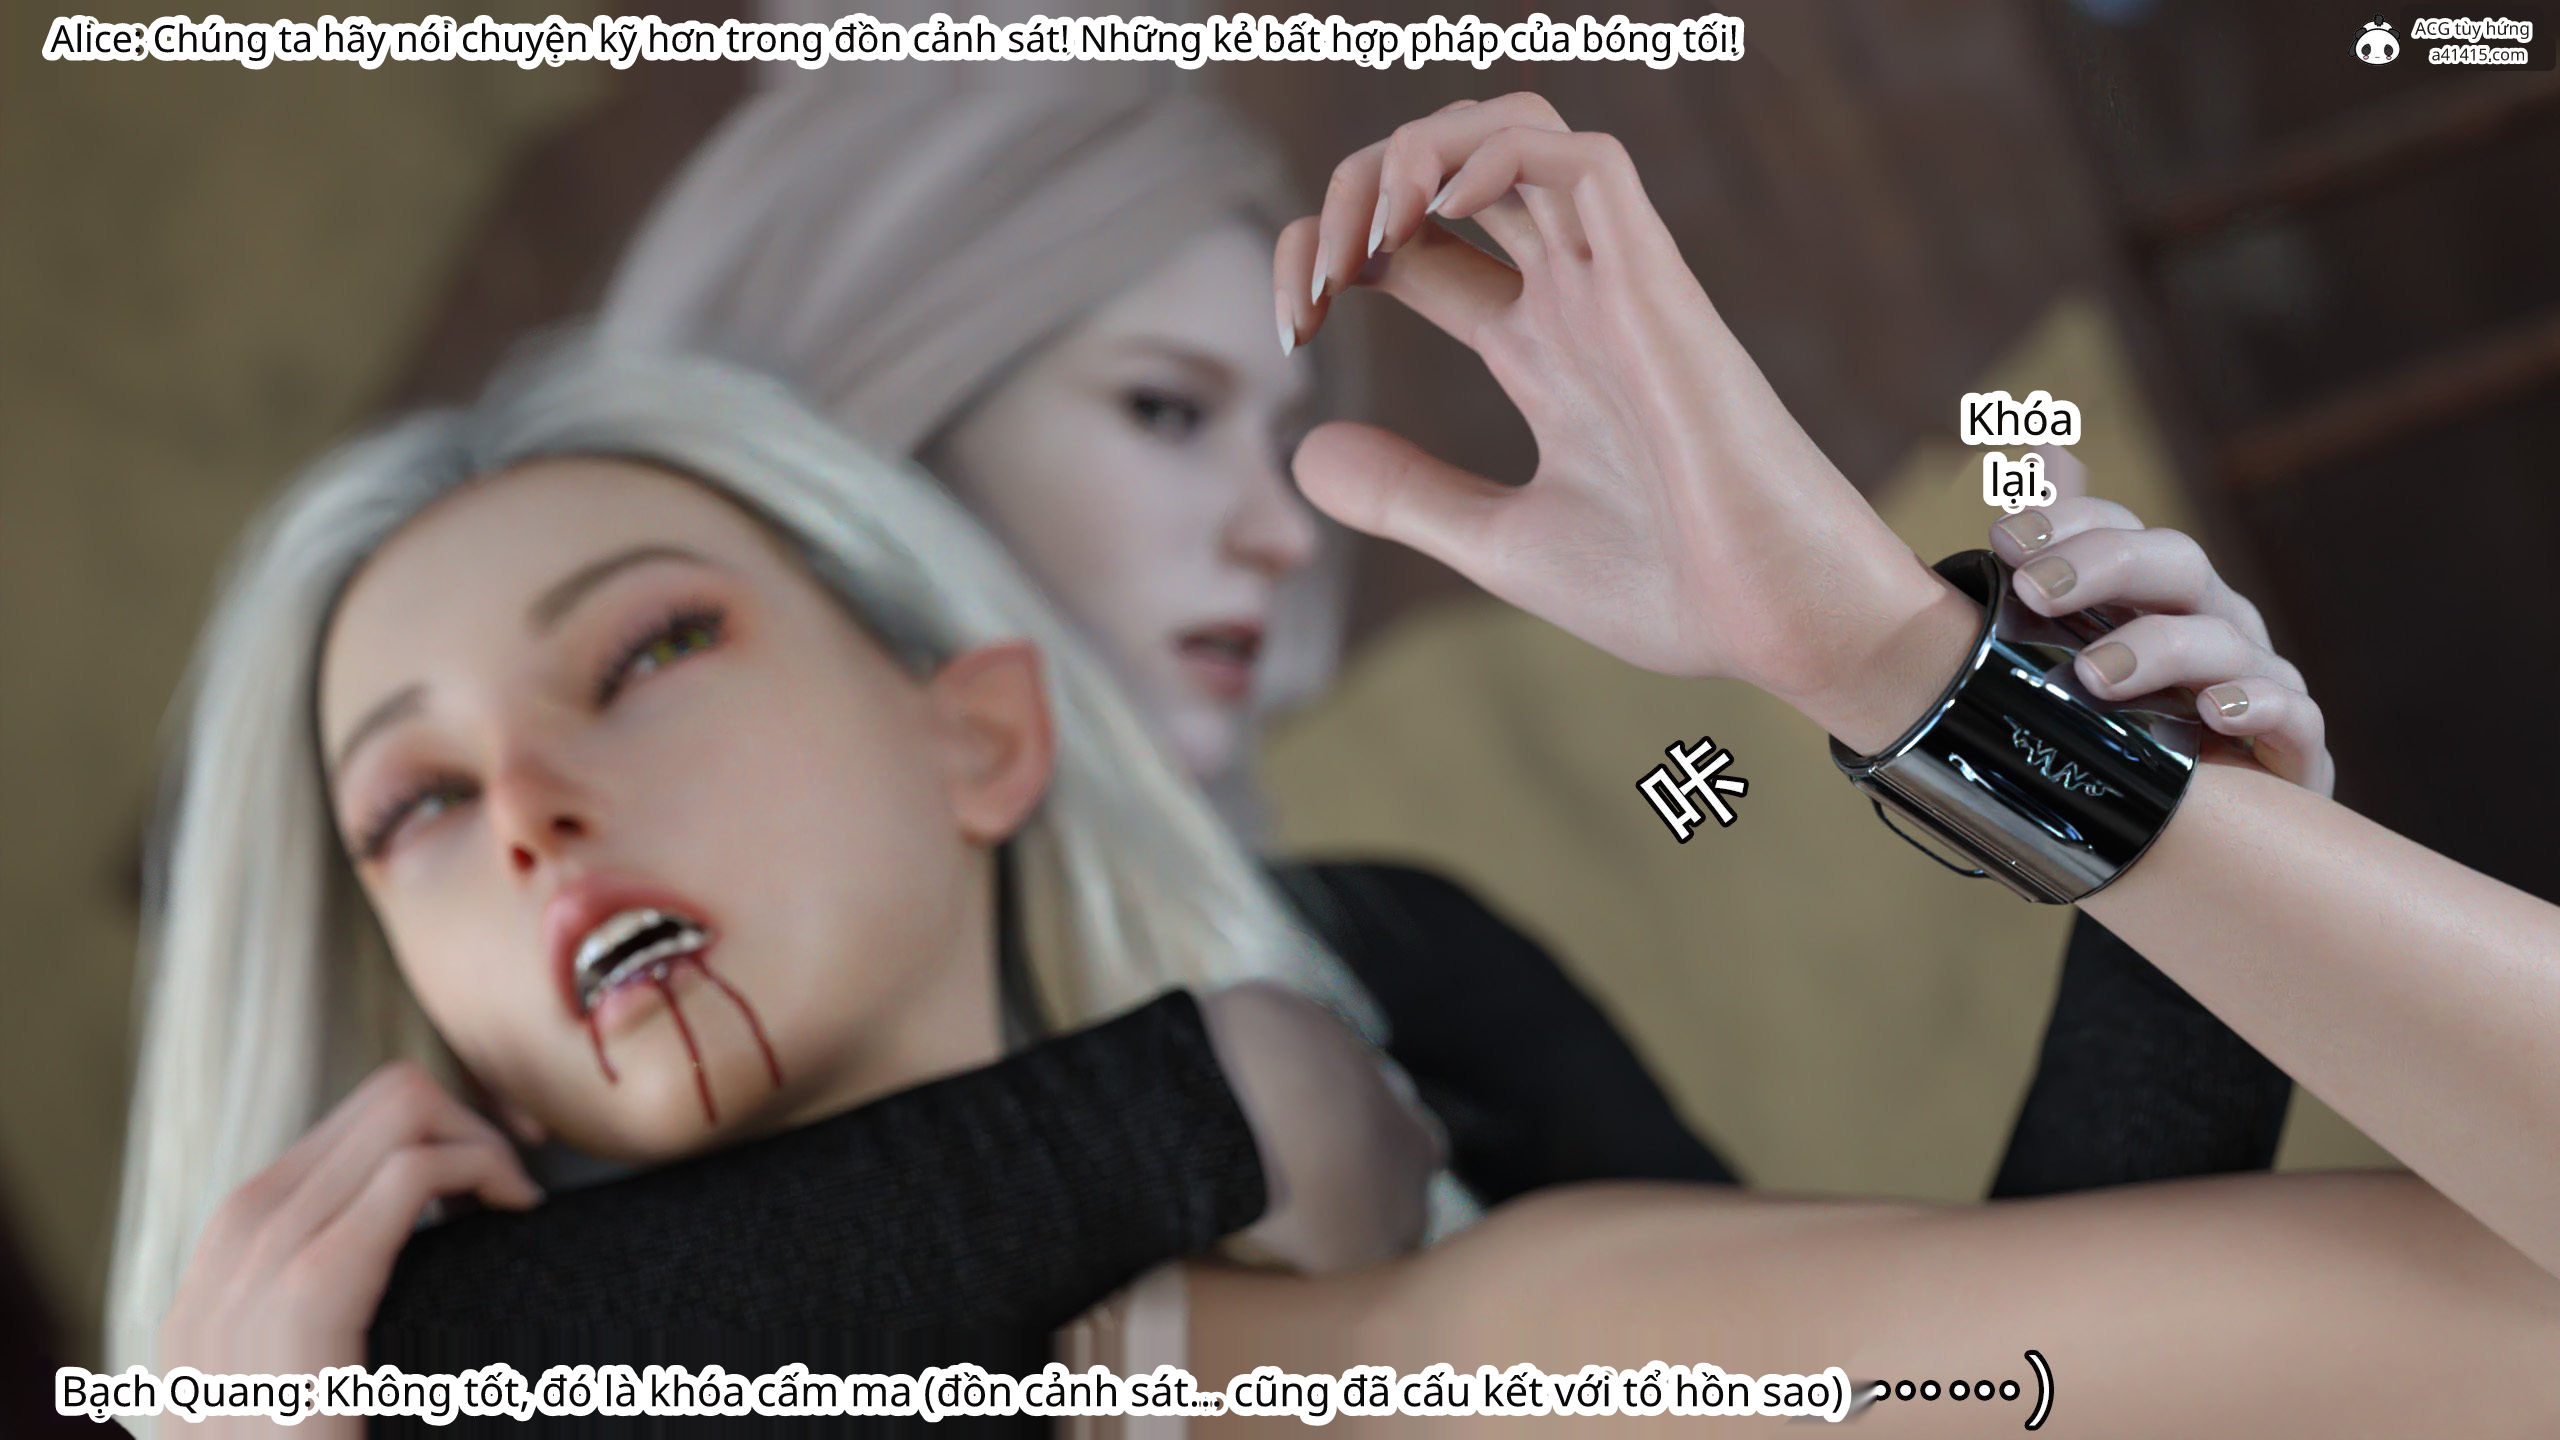 Alice: Chúng ta hãy nói chuyện kỹ hơn trong đồn cảnh sát! Những kẻ bất hợp pháp của bóng tối!
ACG tùy hứng
a41415.com
Khóa
lại.
咔
Bạch Quang: Không tốt, đó là khóa cấm ma (đồn cảnh sát... cũng đã cấu kết với tổ hồn sao) 。。。。。。)